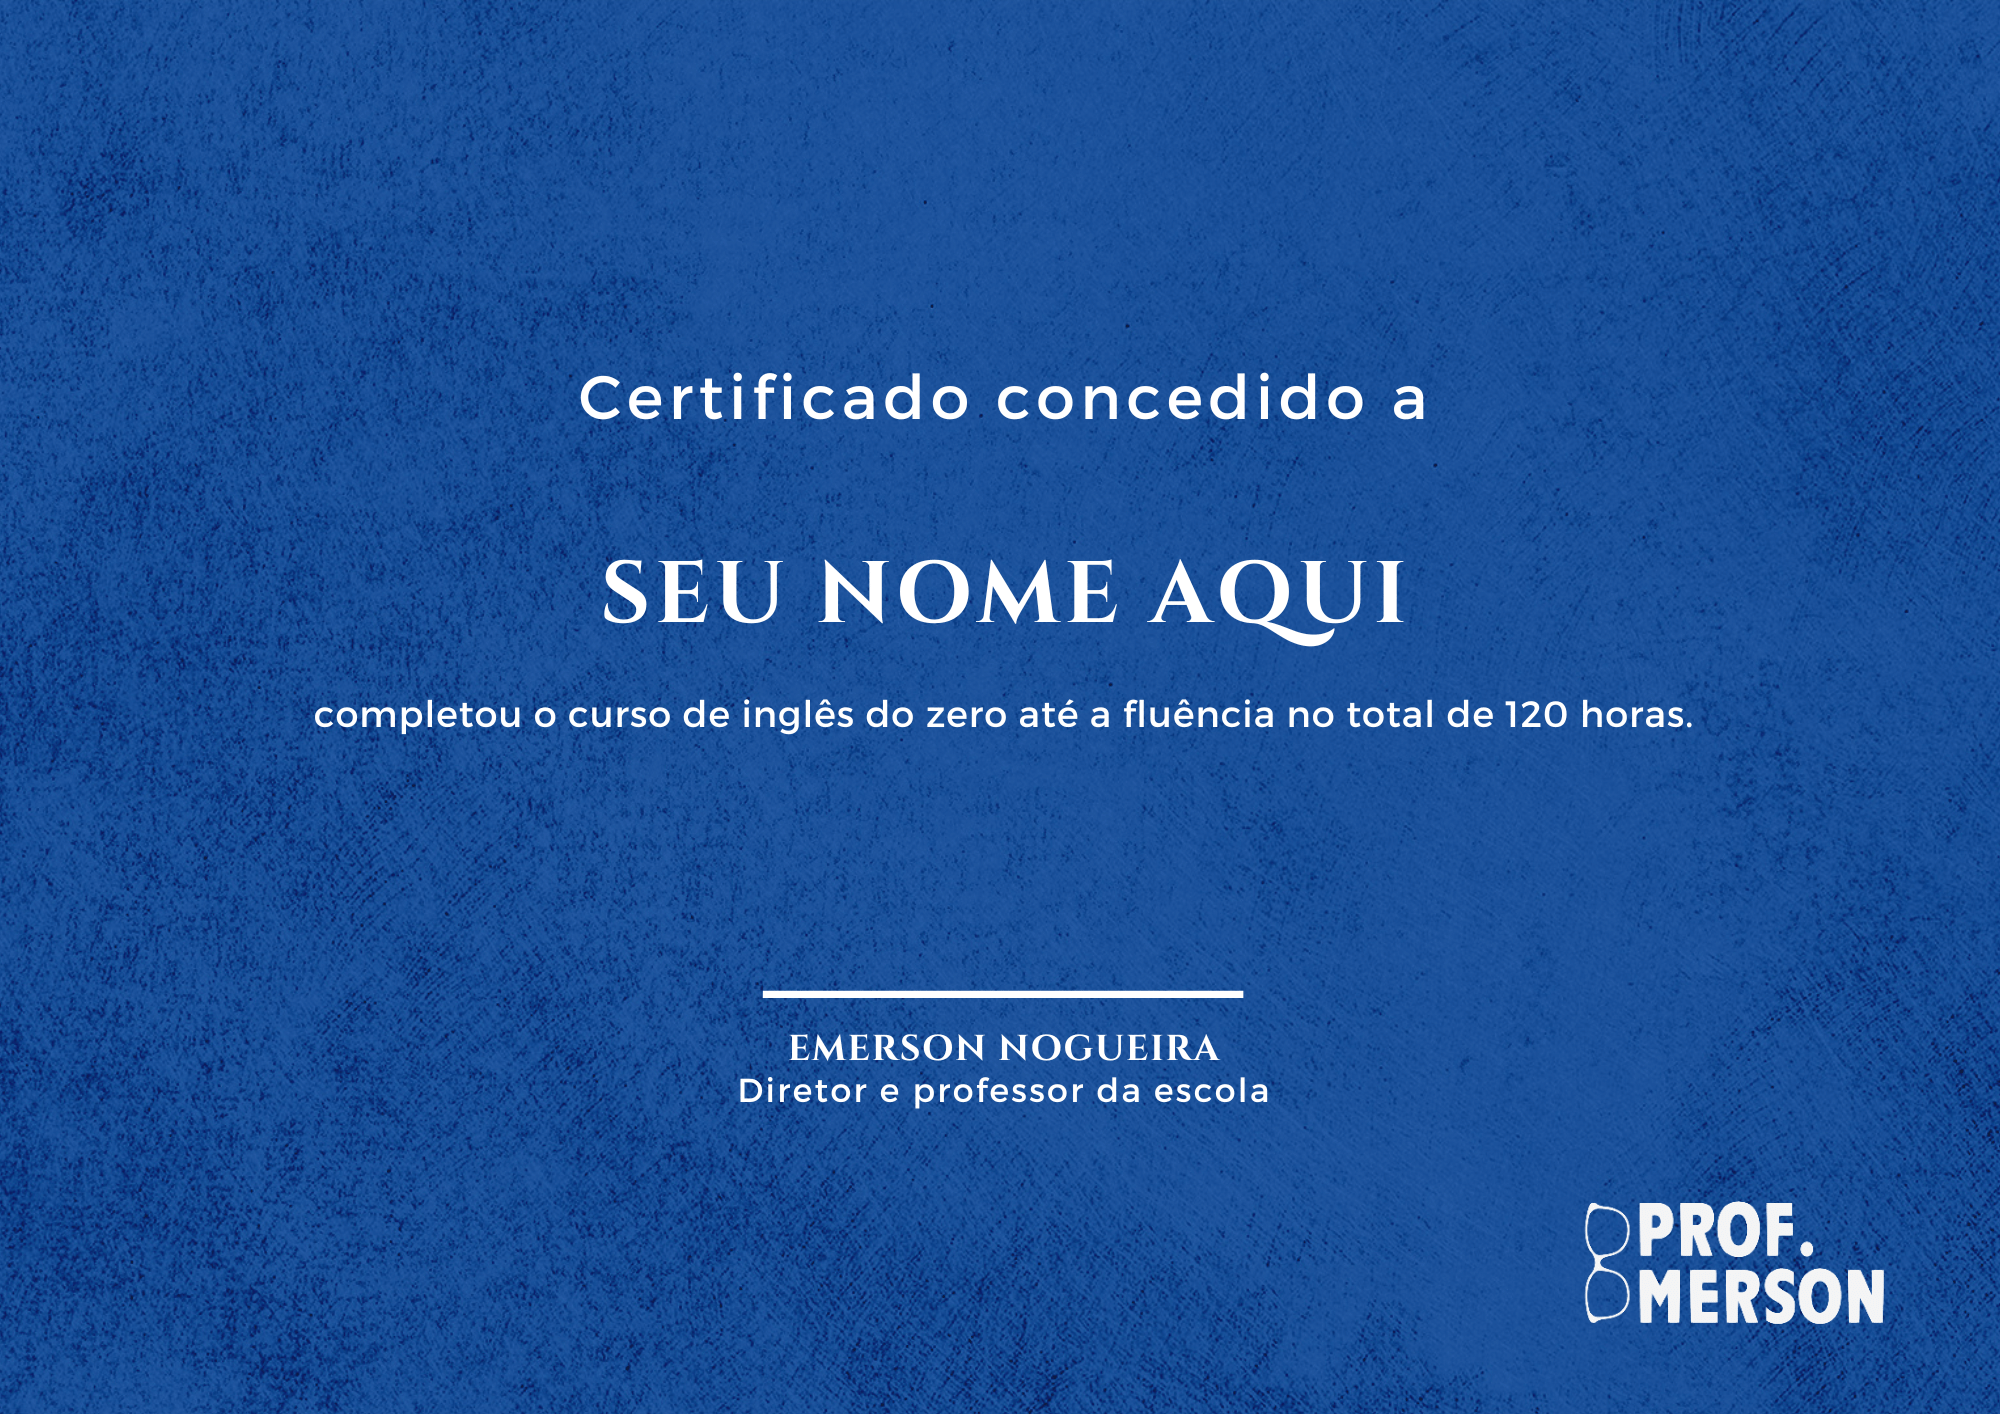 Certificado concedido a
SEU NOME AQUI
completou o curso de inglês do zero até a fluência no total de 120 horas.
EMERSON NOGUEIRA
Diretor e professor da escola
PROF.
MERSON